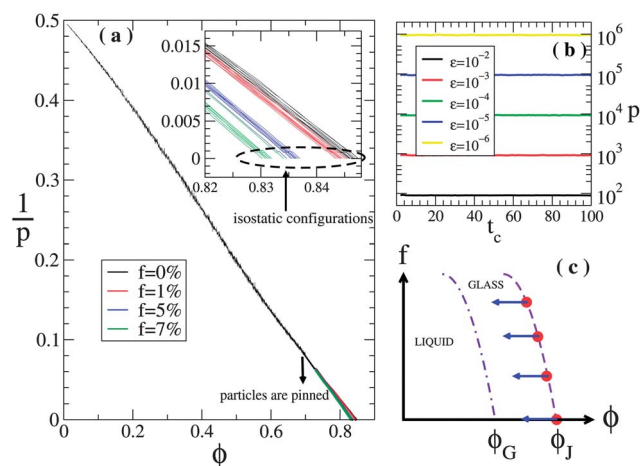 ( a )
0.5
0.4
0.3
0.2
0.1
0
1
p
0
0.2
0.4
0.6
0.8
ϕ
0.015
0.01
0.005
0
0.82
0.83
0.84
isostatic configurations
f=0%
f=1%
f=5%
f=7%
particles are pinned
( b )
ε=10⁻²
ε=10⁻³
ε=10⁻⁴
ε=10⁻⁵
ε=10⁻⁶
10⁶
10⁵
10⁴
10³
10²
p
0 20 40 60 80 100
t_c
( c )
f
GLASS
LIQUID
ϕ_G
ϕ_J
ϕ